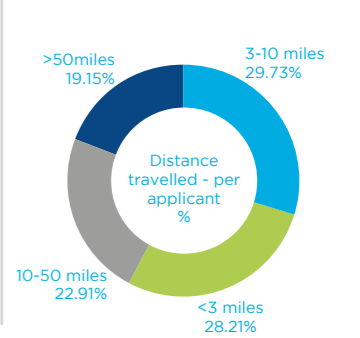 >50miles
19.15%
3-10 miles
29.73%
Distance
travelled - per
applicant
%
10-50 miles
22.91%
<3 miles
28.21%